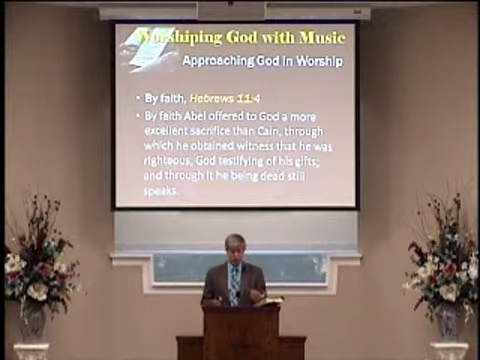 Worshiping God with Music
Approaching God in Worship
• By faith, Hebrews 11:4
• By faith Abel offered to God a more
excellent sacrifice than Cain, through
which he obtained witness that he was
righteous, God testifying of his gifts;
and through it he being dead still
speaks.